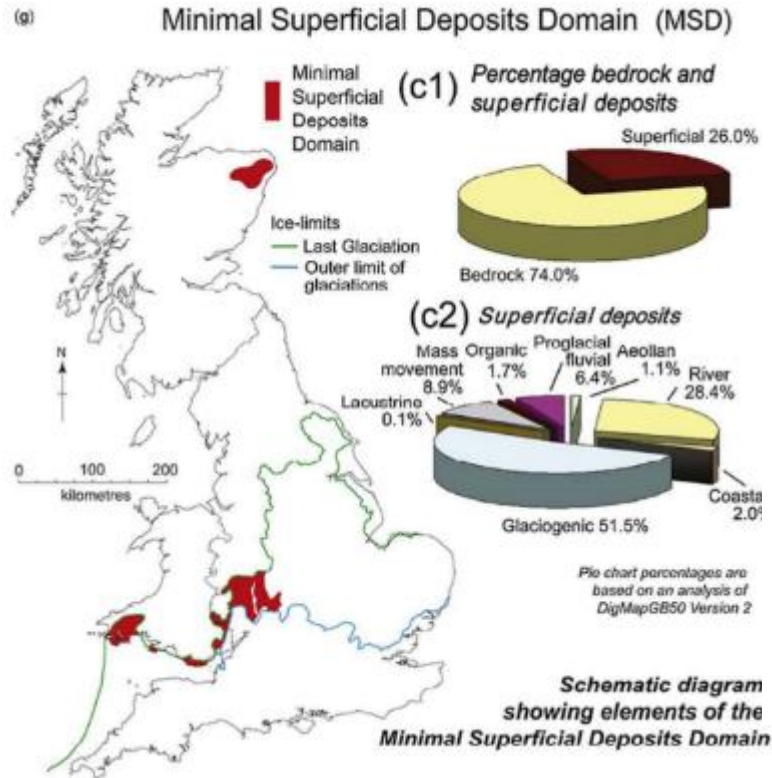 (g)
Minimal Superficial Deposits Domain (MSD)
Minimal
Superficial
Deposits
Domain
Ice-limits
Last Glaciation
Outer limit of
glaciations
N
0 100 200
kilometres
(c1) Percentage bedrock and
superficial deposits
Superficial 26.0%
Bedrock 74.0%
(c2) Superficial deposits
Mass
movement
8.9%
Organic
1.7%
Proglacial
fluvial
6.4%
Aeolian
1.1%
River
28.4%
Lacustrine
0.1%
Coasta
2.0%
Glaciogenic 51.5%
Pie chart percentages are
based on an analysis of
DigMapGB50 Version 2
Schematic diagram
showing elements of the
Minimal Superficial Deposits Domain